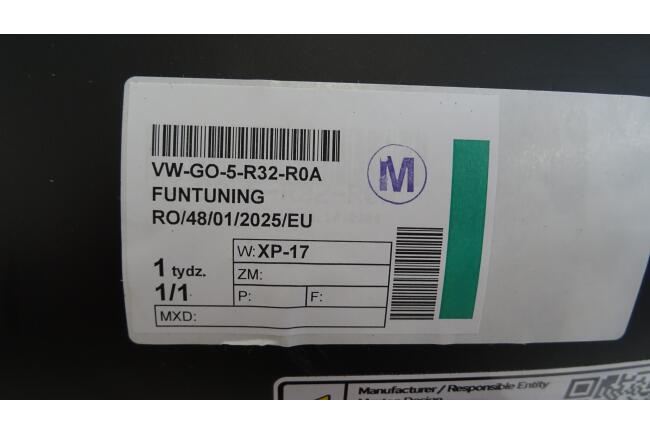 VW-GO-5-R32-R0A
FUNTUNING
RO/48/01/2025/EU
M
1 tydz.
1/1
W: XP-17
ZM:
P: F:
MXD:
Manufacturer / Responsible Entity
Design